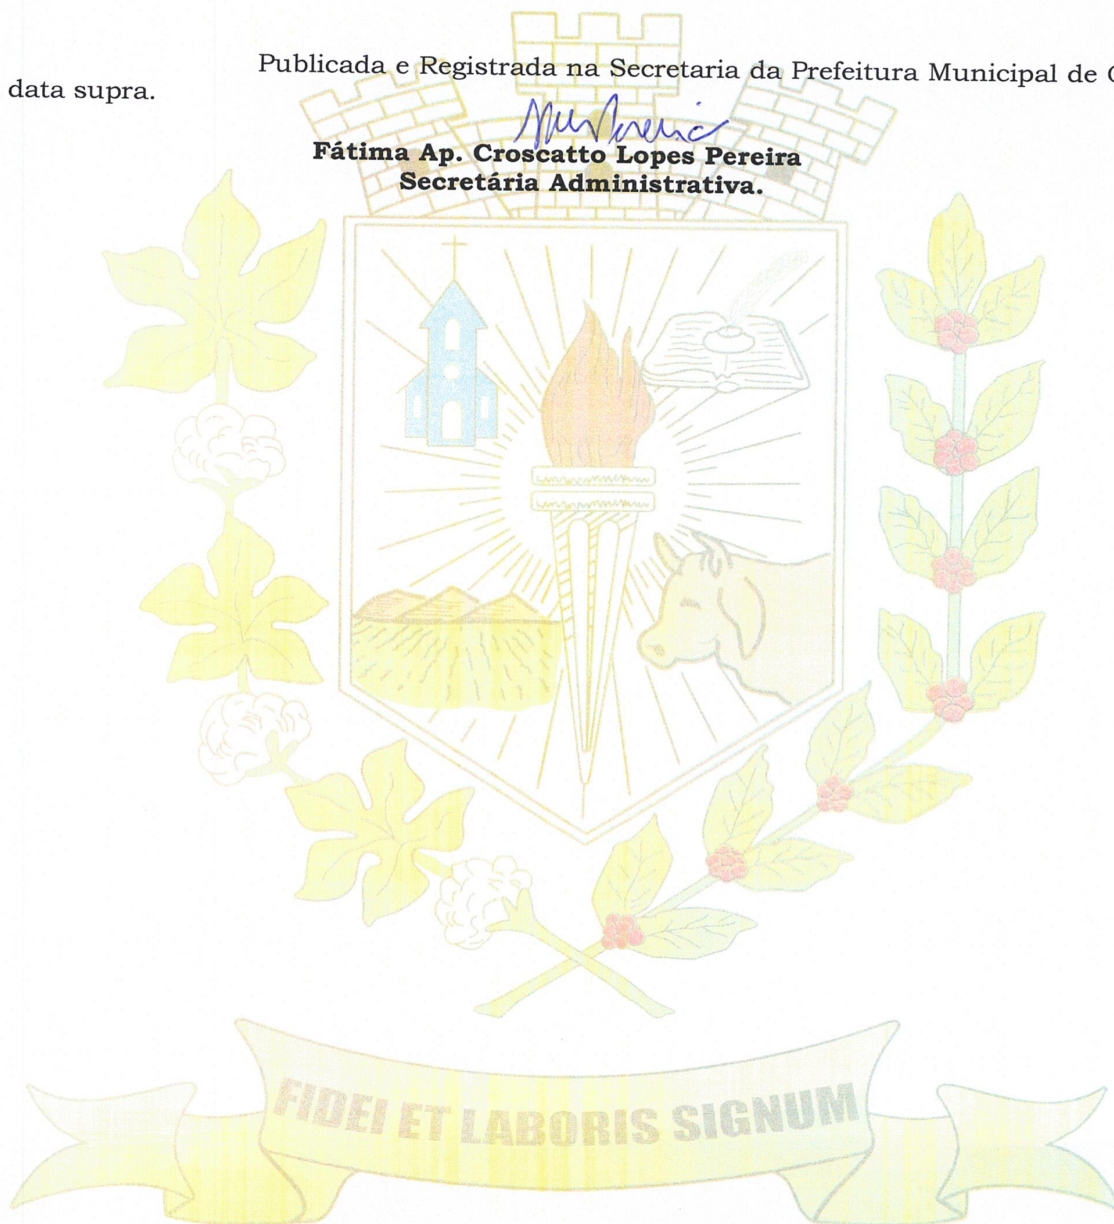 Publicada e Registrada na Secretaria da Prefeitura Municipal de
data supra.
Fátima Ap. Croscatto Lopes Pereira
Secretária Administrativa.
FIDEI ET LABORIS SIGNUM